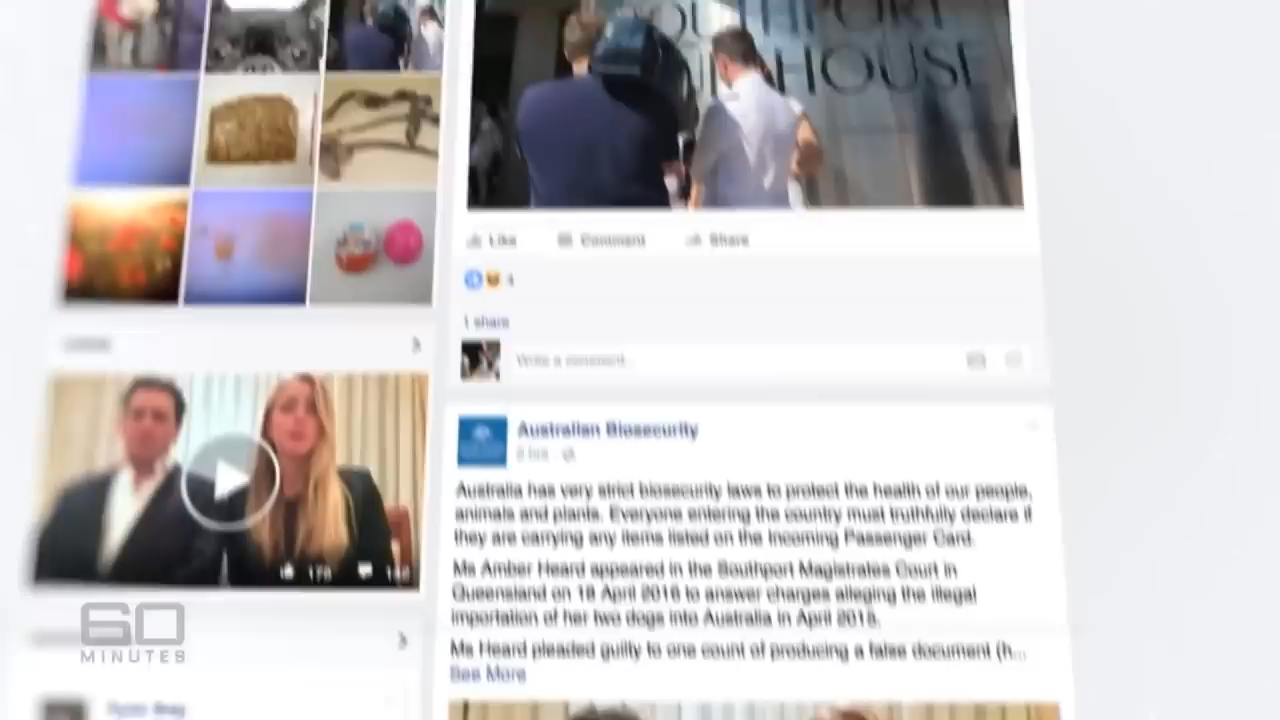 SOUTHPORT
HOUSE
Like Comment Share
1 share
Write a comment...
Australian Biosecurity
Australia has very strict biosecurity laws to protect the health of our people,
animals and plants. Everyone entering the country must truthfully declare if
they are carrying any items listed on the Incoming Passenger Card.
Ms Amber Heard appeared in the Southport Magistrates Court in
Queensland on 18 April 2016 to answer charges alleging the illegal
importation of her two dogs into Australia in April 2015.
Ms Heard pleaded guilty to one count of producing a false document (h...
See More
60
MINUTES